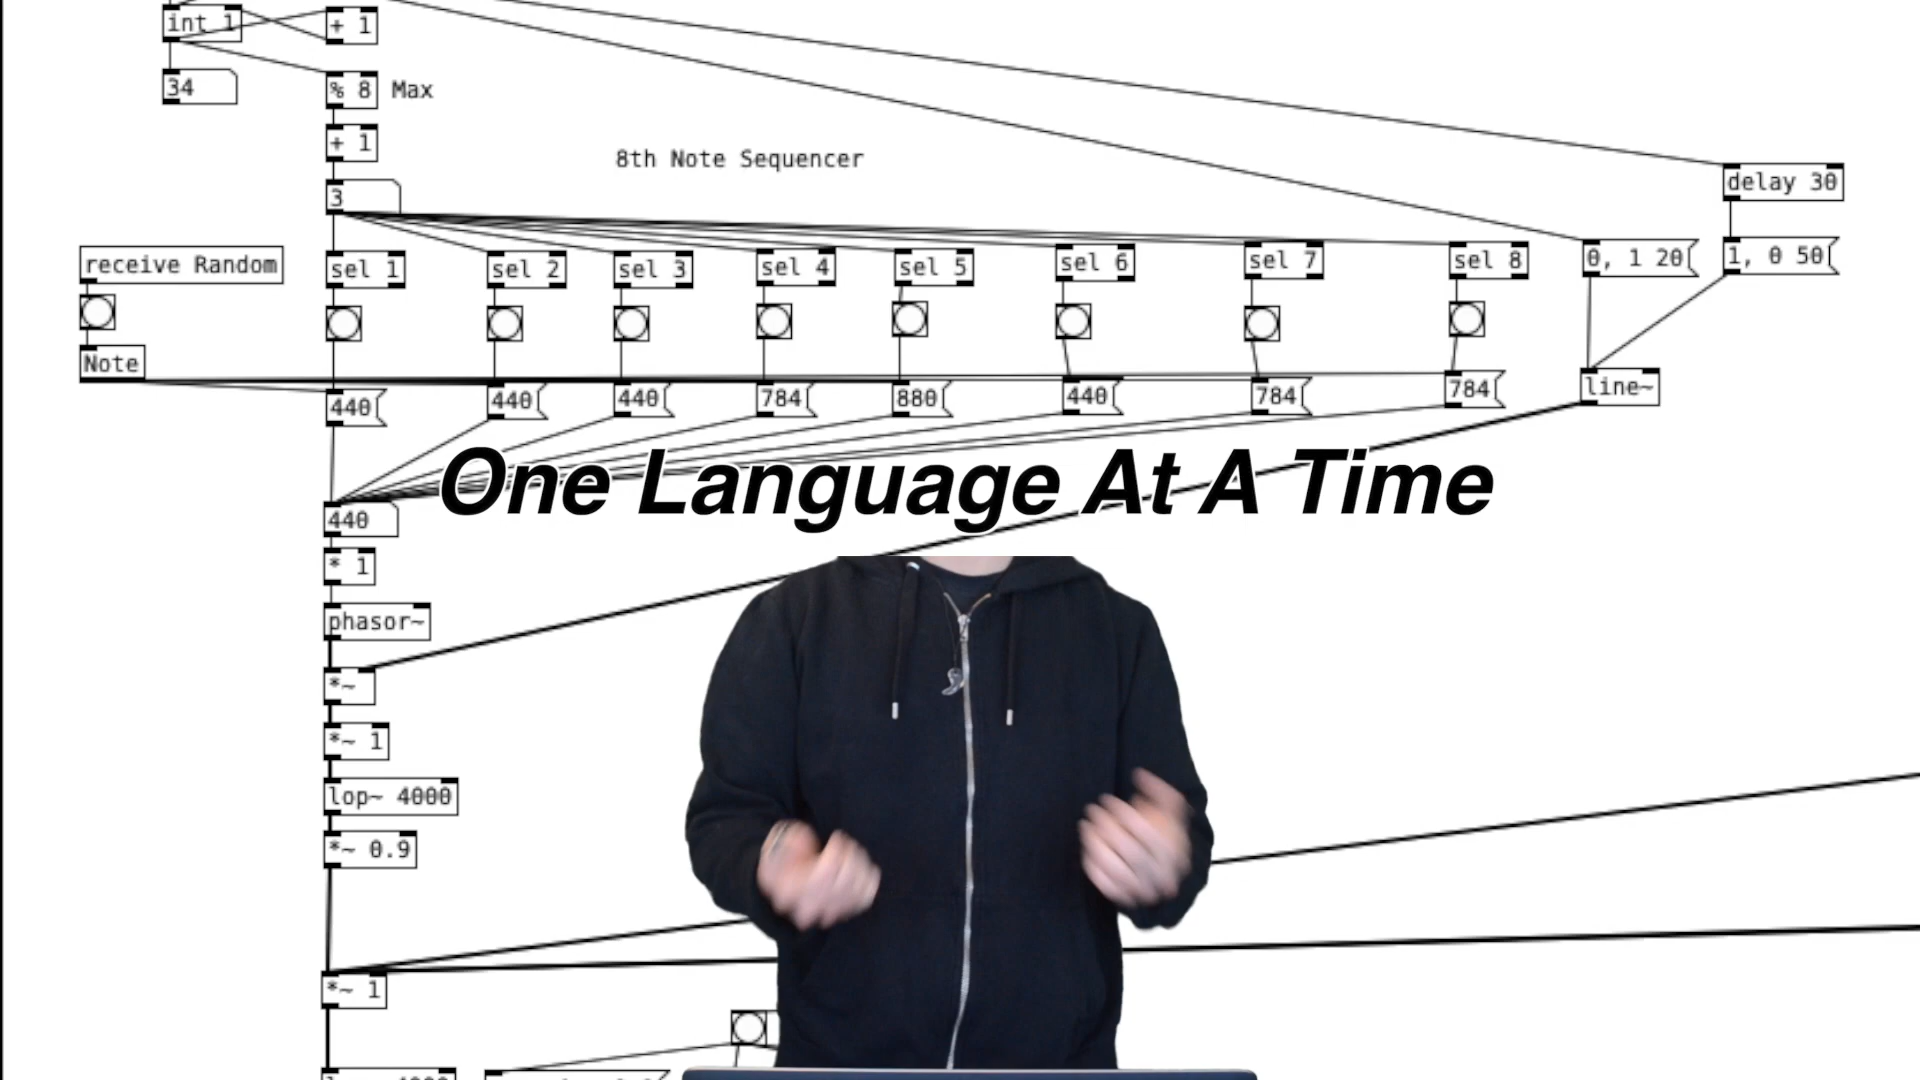 int 1
+ 1
34
% 8 Max
+ 1
8th Note Sequencer
3
delay 30
receive Random
sel 1
sel 2
sel 3
sel 4
sel 5
sel 6
sel 7
sel 8
0, 1 20
1, 0 50
Note
440
440
440
784
880
440
784
784
line~
One Language At A Time
440
* 1
phasor~
*~
*~ 1
lop~ 4000
*~ 0.9
*~ 1